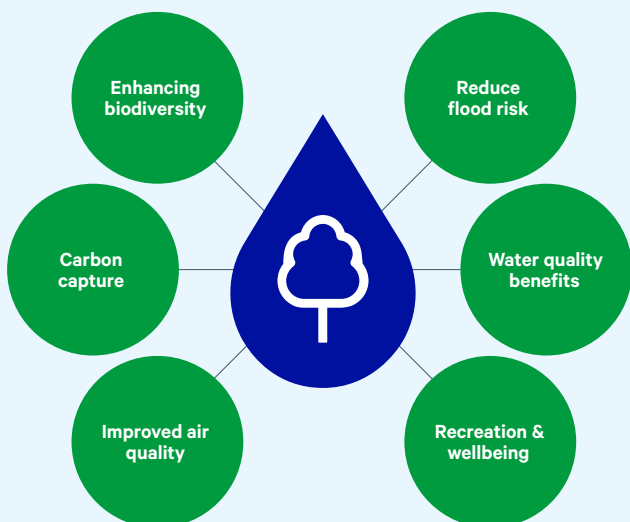 Enhancing
biodiversity
Reduce
flood risk
Carbon
capture
Water quality
benefits
Improved air
quality
Recreation &
wellbeing